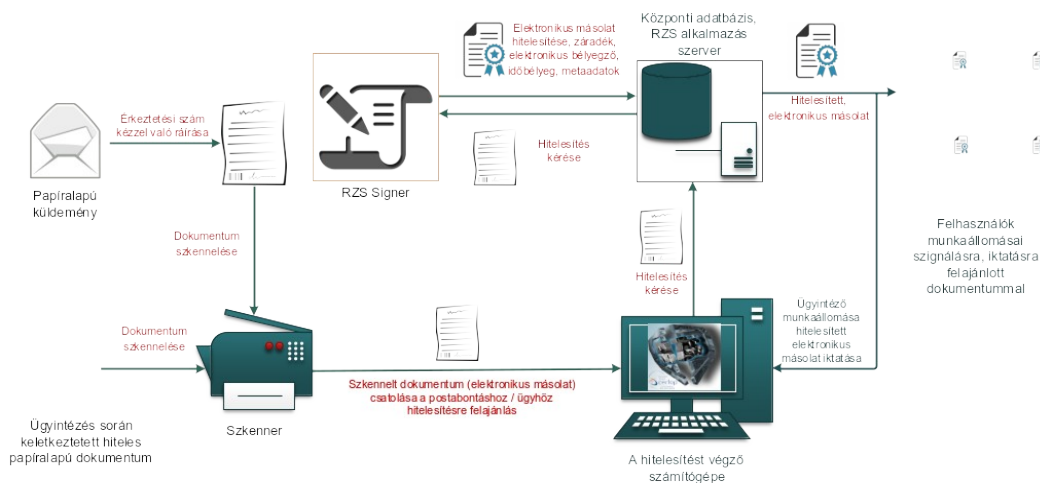 Központi adatbázis,
RZS alkalmazás
szerver
Elektronikus másolat
hitelesítése, záradék,
elektronikus bélyegző,
időbélyeg, metaadatok
Érkeztetési szám
kézzel való ráírása
Hitelesített,
elektronikus másolat
Hitelesítés
kérése
Papíralapú
küldemény
RZS Signer
Dokumentum
szkennelése
Hitelesítés
kérése
Felhasználók
munkaállomásai
szignálásra, iktatásra
felajánlott
dokumentummal
Dokumentum
szkennelése
Ügyintéző
munkaállomása
hitelesített
elektronikus
másolat iktatása
Szkennelt dokumentum (elektronikus másolat)
csatolása a postabontáshoz / ügyhöz
hitelesítésre felajánlás
Ügyintézés során
keletkeztetett hiteles
papíralapú dokumentum
Szkenner
A hitelesítést végző
számítógépe